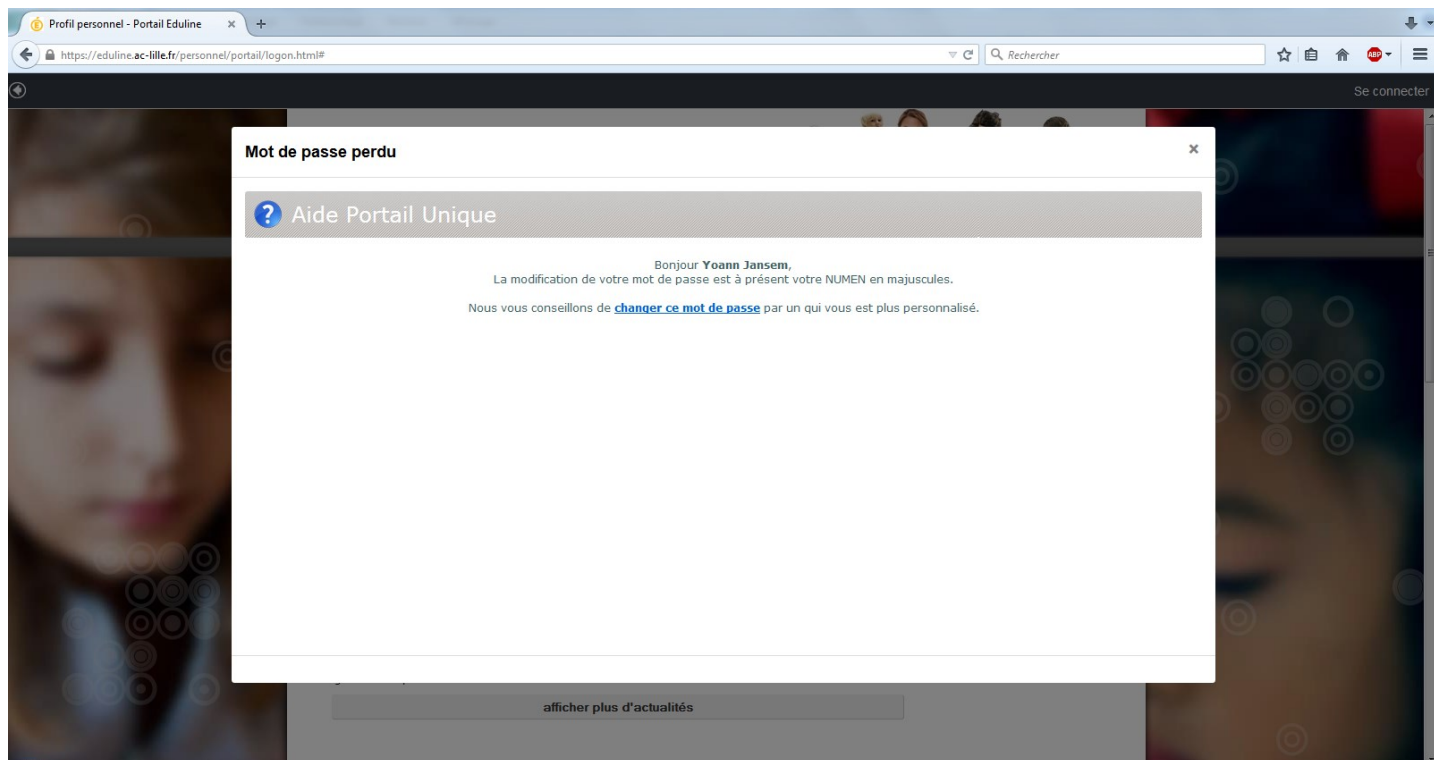 Profil personnel - Portail Eduline
https://eduline.ac-lille.fr/personnel/portail/logon.html#
Rechercher
ABP
Se connecter
Mot de passe perdu
? Aide Portail Unique
Bonjour Yoann Jansem,
La modification de votre mot de passe est à présent votre NUMEN en majuscules.
Nous vous conseillons de changer ce mot de passe par un qui vous est plus personnalisé.
afficher plus d'actualités